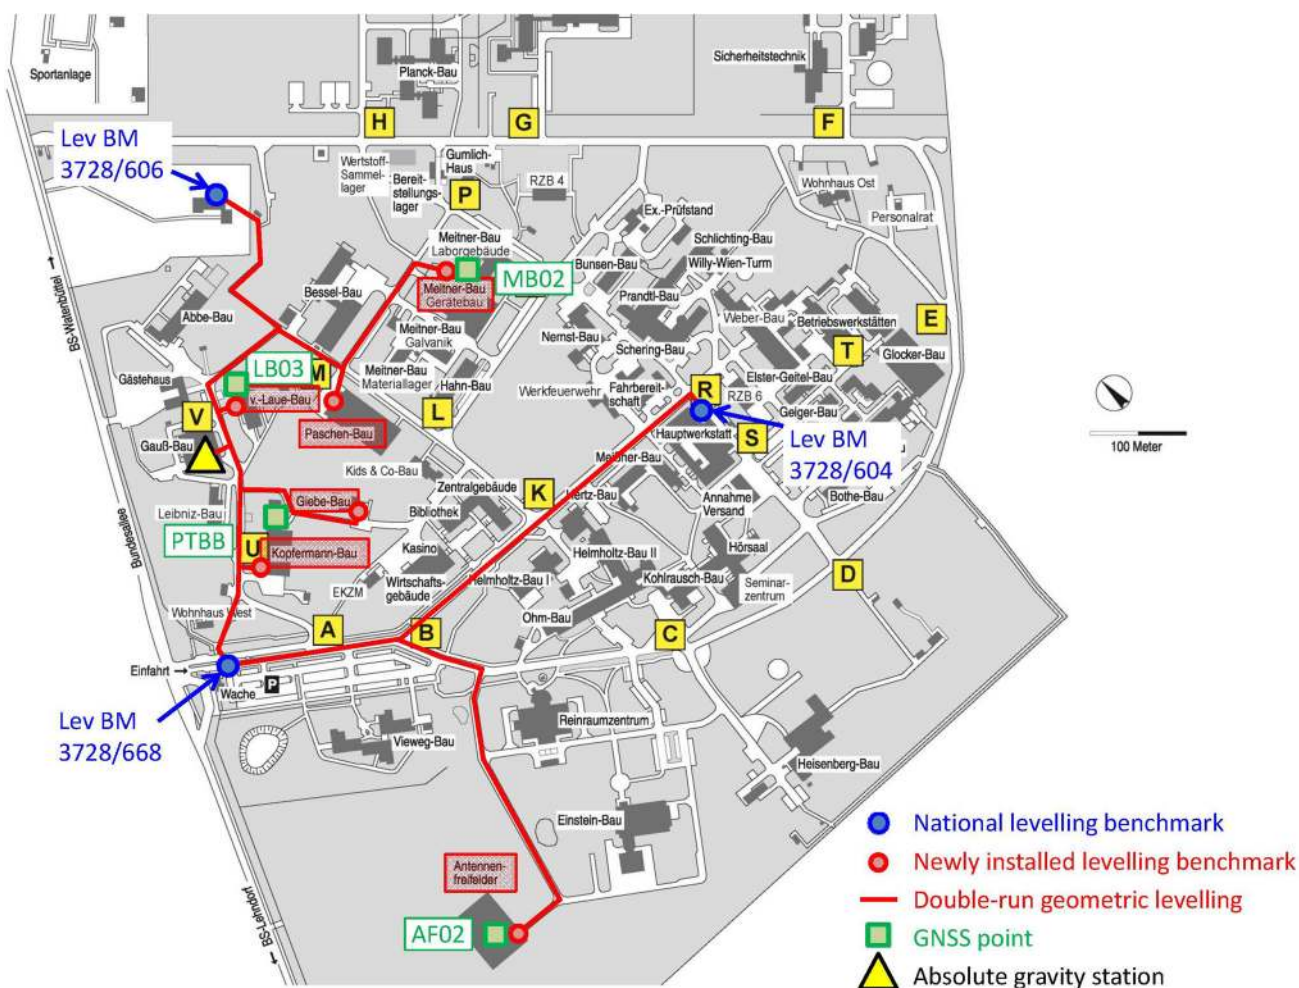 Sportanlage
Planck-Bau
Sicherheitstechnik
Lev BM
3728/606
H
G
F
Wertstoff-
Sammel-
lager
Bereit-
stellungs-
lager
Gumlich-
Haus
RZB 4
P
Wohnhaus Ost
Personalrat
Ex.-Prüfstand
Meitner-Bau
Laborgebäude
Schlichting-Bau
Willy-Wien-Turm
Bunsen-Bau
MB02
Meitner-Bau
Gerätebau
Prandtl-Bau
BS-Watenbüttel
Bessel-Bau
Abbe-Bau
Weber-Bau
Betriebswerkstätten
E
Meitner-Bau
Galvanik
Nernst-Bau
Schering-Bau
T
Glocker-Bau
LB03
M
Meitner-Bau
Materiallager
Hahn-Bau
Elster-Geitel-Bau
Gästehaus
v.-Laue-Bau
Werkfeuerwehr
Fahrbereit-
schaft
R
RZB 6
Geiger-Bau
V
Paschen-Bau
L
Hauptwerkstatt
S
Lev BM
3728/604
100 Meter
Gauß-Bau
Kids & Co-Bau
Meißner-Bau
Zentralgebäude
K
Hertz-Bau
Annahme
Versand
Bothe-Bau
Giebe-Bau
Leibniz-Bau
Bibliothek
Bundesallee
PTBB
U
Kopfermann-Bau
Kasino
Helmholtz-Bau II
Hörsaal
D
EKZM
Wirtschafts-
gebäude
Helmholtz-Bau I
Kohlrausch-Bau
Seminar-
zentrum
Wohnhaus West
A
B
Ohm-Bau
C
Einfahrt
Wache
P
Lev BM
3728/668
Vieweg-Bau
Reinraumzentrum
Heisenberg-Bau
Einstein-Bau
Antennen-
freifelder
AF02
BS-Lehndorf
National levelling benchmark
Newly installed levelling benchmark
Double-run geometric levelling
GNSS point
Absolute gravity station